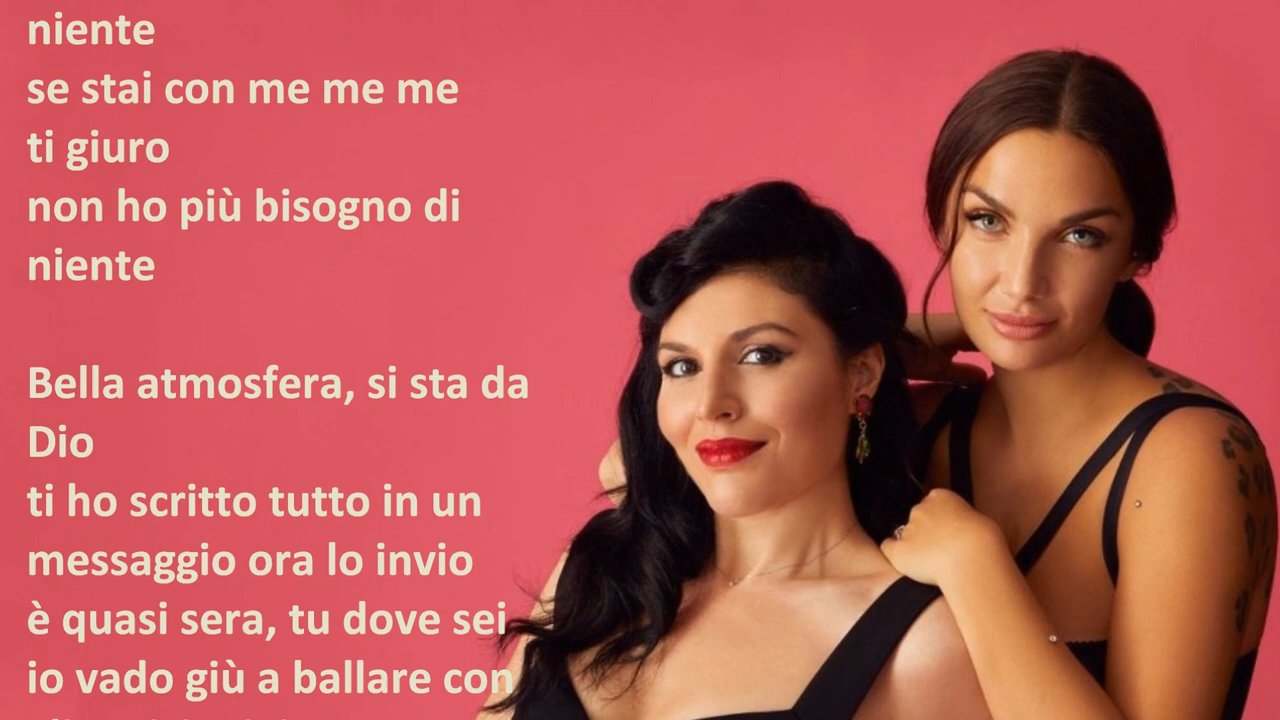 niente
se stai con me me me
ti giuro
non ho più bisogno di
niente
Bella atmosfera, si sta da
Dio
ti ho scritto tutto in un
messaggio ora lo invio
è quasi sera, tu dove sei
io vado giù a ballare con